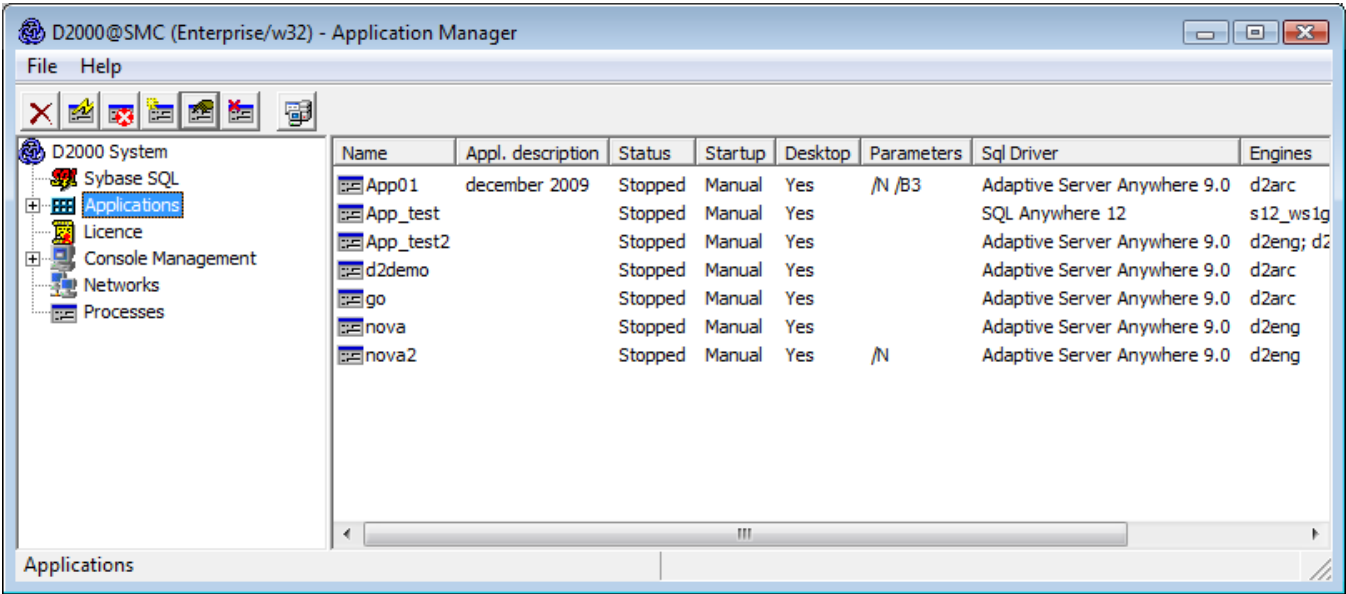 D2000@SMC (Enterprise/w32) - Application Manager
File Help
D2000 System
Sybase SQL
Applications
Licence
Console Management
Networks
Processes
Name Appl. description Status Startup Desktop Parameters Sql Driver Engines
App01 december 2009 Stopped Manual Yes /N /B3 Adaptive Server Anywhere 9.0 d2arc
App_test Stopped Manual Yes SQL Anywhere 12 s12_ws1g
App_test2 Stopped Manual Yes Adaptive Server Anywhere 9.0 d2eng; d2
d2demo Stopped Manual Yes Adaptive Server Anywhere 9.0 d2arc
go Stopped Manual Yes Adaptive Server Anywhere 9.0 d2arc
nova Stopped Manual Yes Adaptive Server Anywhere 9.0 d2eng
nova2 Stopped Manual Yes /N Adaptive Server Anywhere 9.0 d2eng
Applications